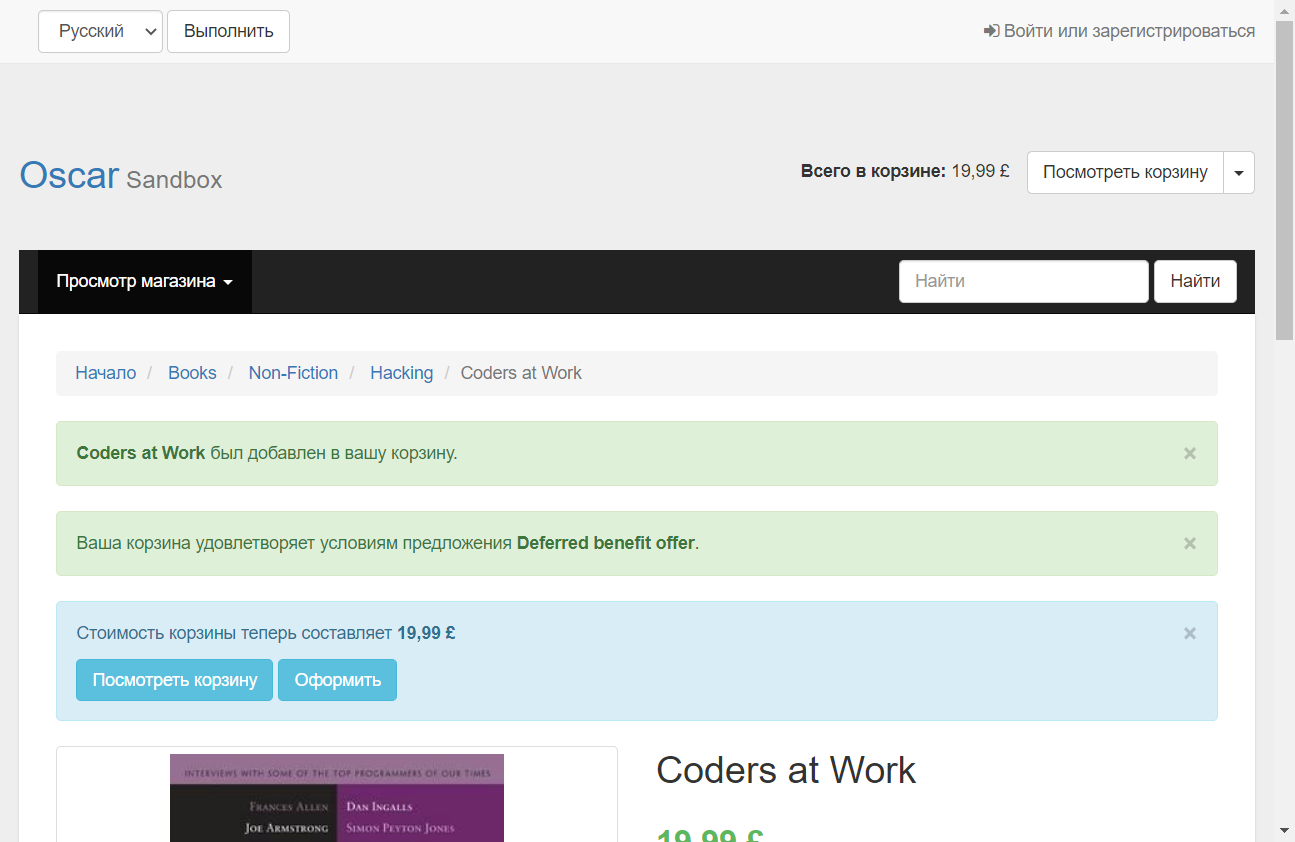 Русский Выполнить Войти или зарегистрироваться
Oscar Sandbox Всего в корзине: 19,99 £ Посмотреть корзину
Просмотр магазина Найти Найти
Начало / Books / Non-Fiction / Hacking / Coders at Work
Coders at Work был добавлен в вашу корзину. ×
Ваша корзина удовлетворяет условиям предложения Deferred benefit offer. ×
Стоимость корзины теперь составляет 19,99 £ ×
Посмотреть корзину Оформить
INTERVIEWS WITH SOME OF THE TOP PROGRAMMERS OF OUR TIMES
FRANCES ALLEN DAN INGALLS
JOE ARMSTRONG SIMON PEYTON JONES
Coders at Work
19,99 £